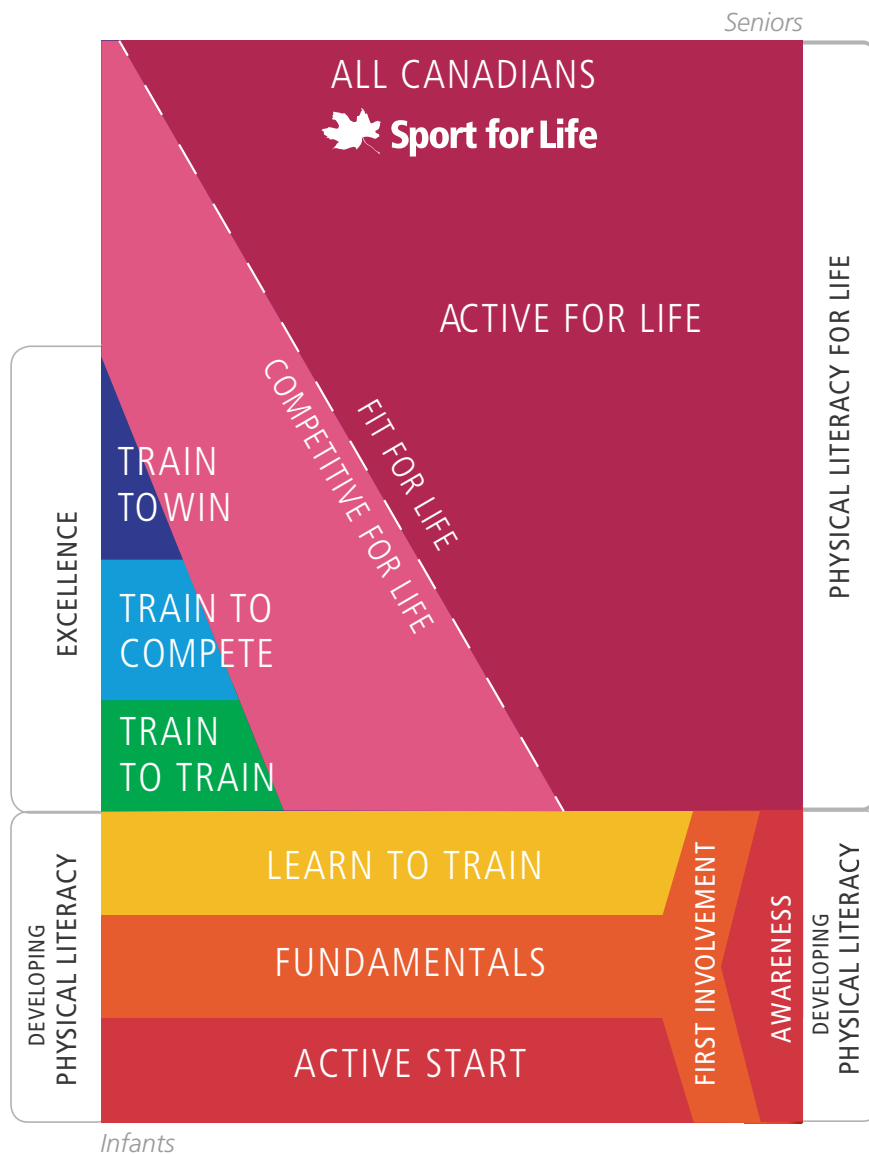 Seniors
ALL CANADIANS
Sport for Life
ACTIVE FOR LIFE
FIT FOR LIFE
COMPETITIVE FOR LIFE
PHYSICAL LITERACY FOR LIFE
EXCELLENCE
TRAIN
TO WIN
TRAIN TO
COMPETE
TRAIN
TO TRAIN
DEVELOPING
PHYSICAL LITERACY
LEARN TO TRAIN
FUNDAMENTALS
ACTIVE START
FIRST INVOLVEMENT
AWARENESS
DEVELOPING
PHYSICAL LITERACY
Infants